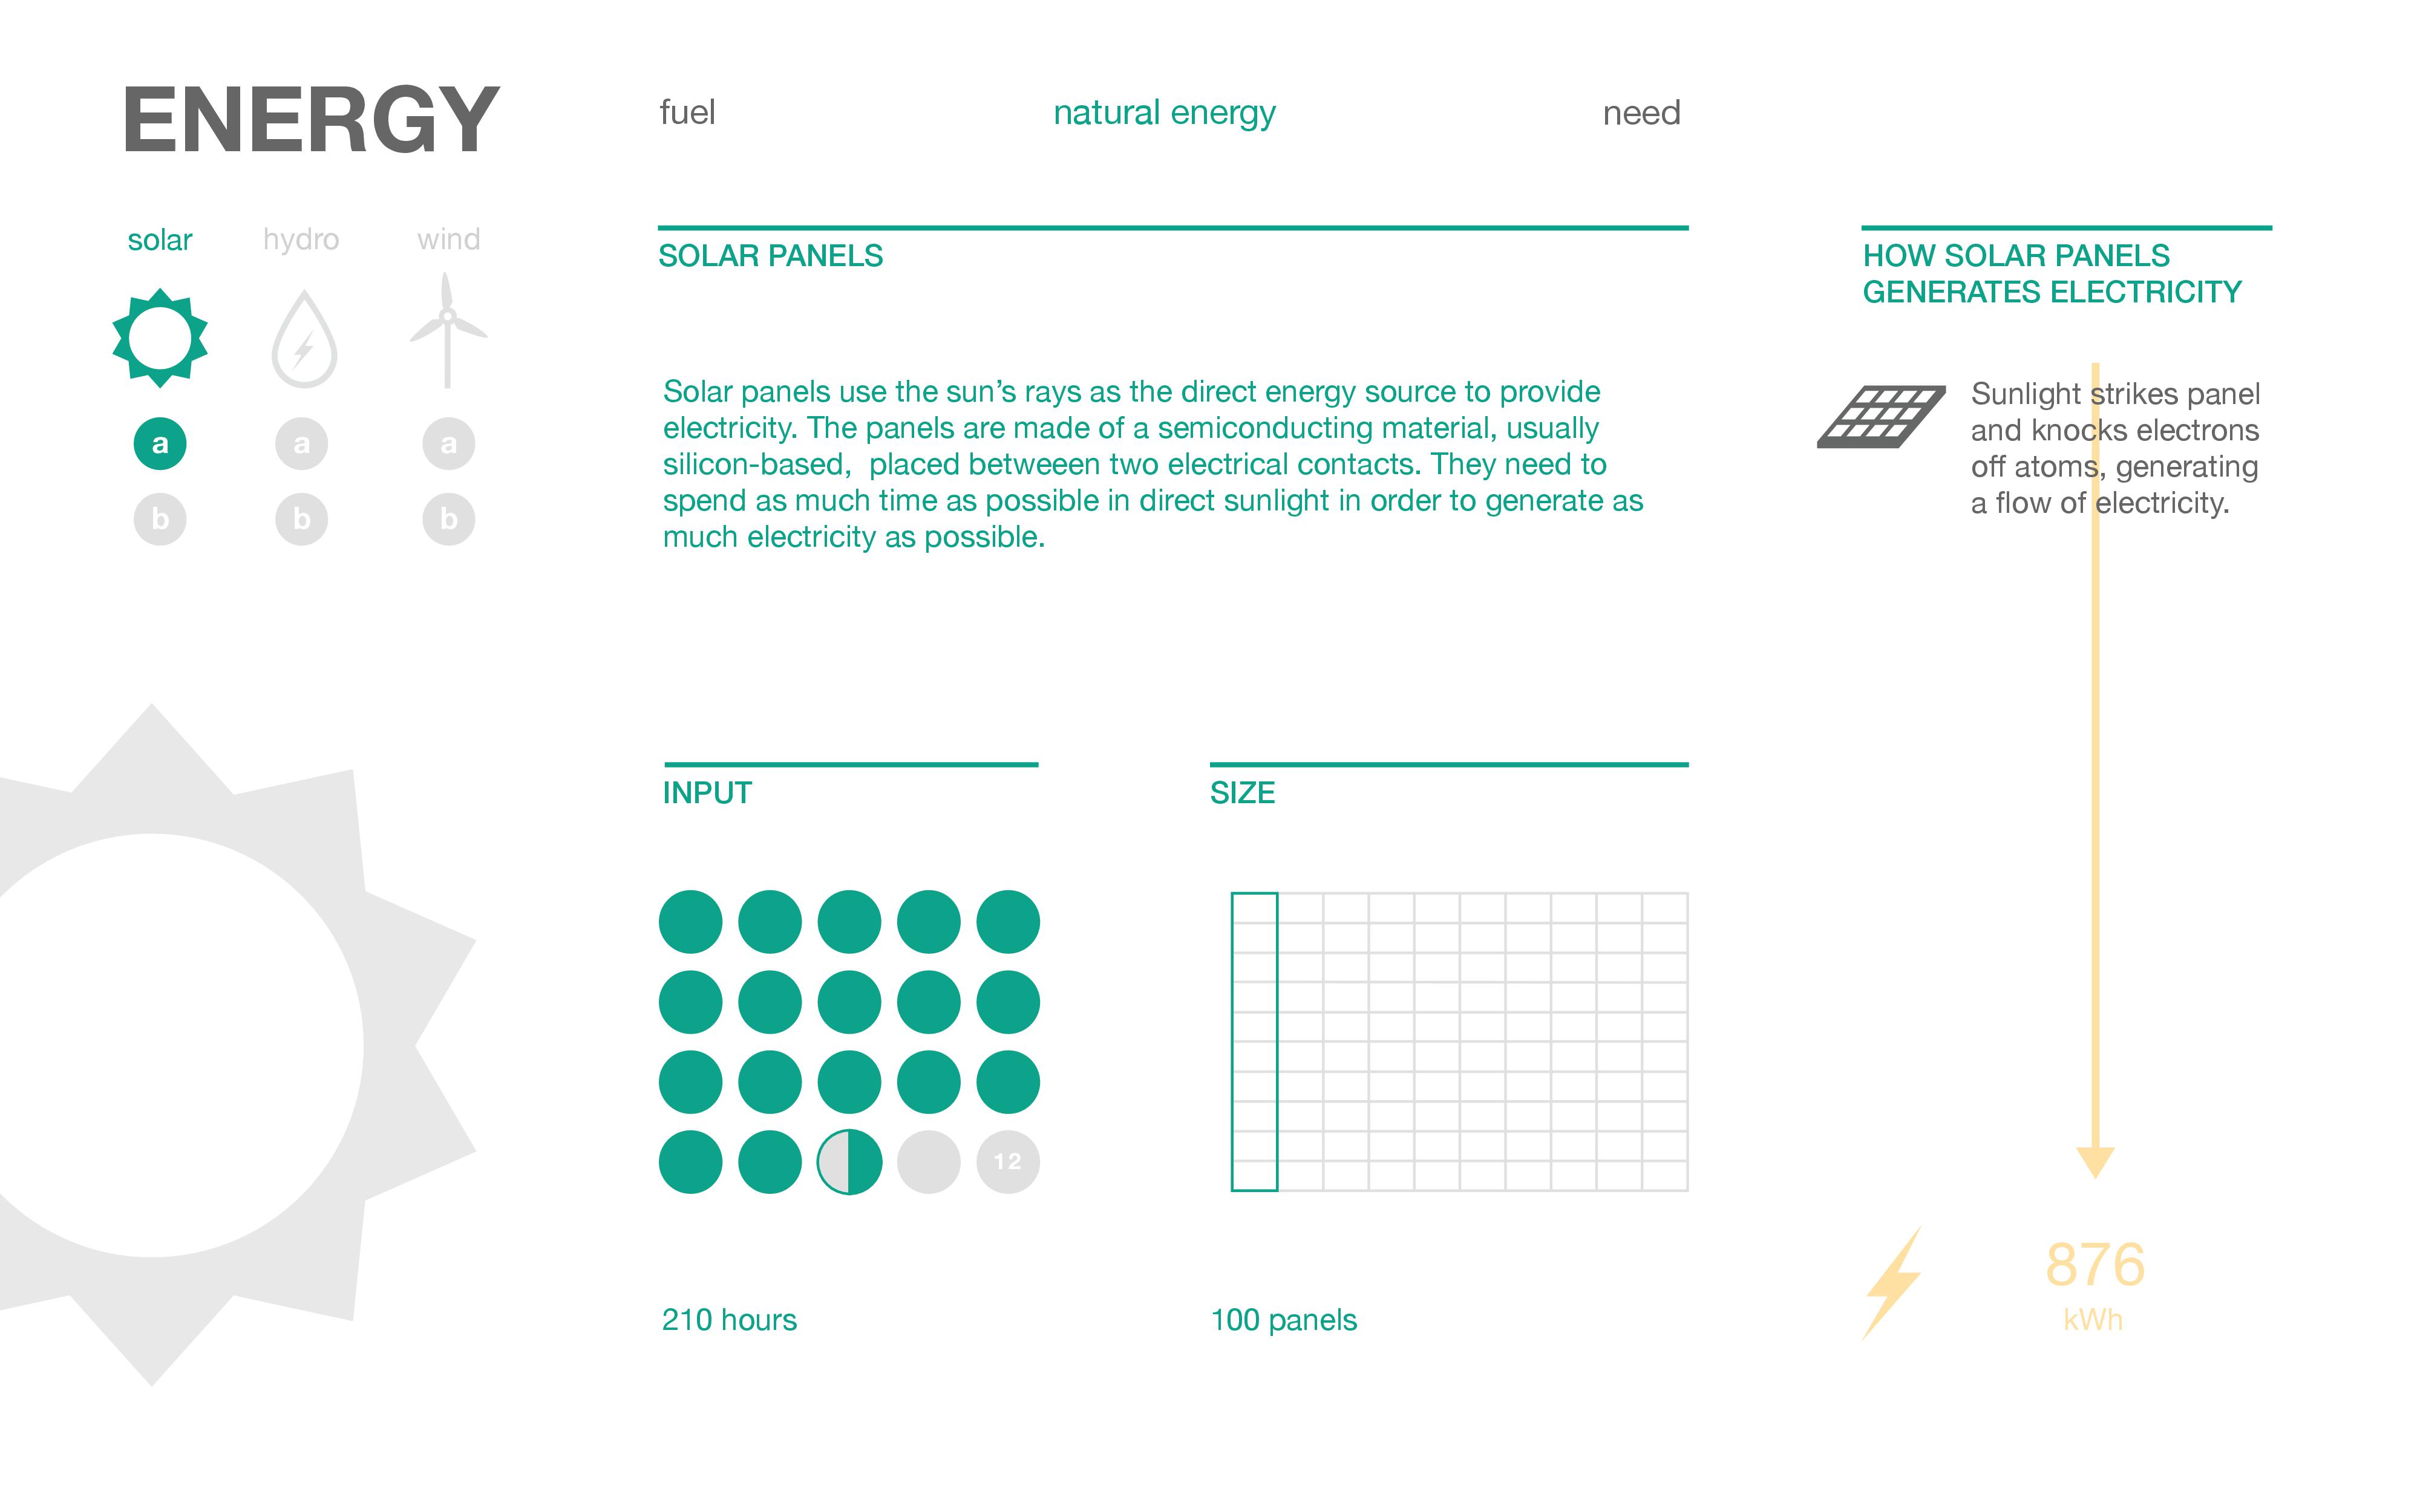 ENERGY
fuel
natural energy
need
solar
hydro
wind
a
a
a
b
b
b
SOLAR PANELS
Solar panels use the sun’s rays as the direct energy source to provide
electricity. The panels are made of a semiconducting material, usually
silicon-based,  placed betweeen two electrical contacts. They need to
spend as much time as possible in direct sunlight in order to generate as
much electricity as possible.
INPUT
12
210 hours
SIZE
100 panels
HOW SOLAR PANELS
GENERATES ELECTRICITY
Sunlight strikes panel
and knocks electrons
off atoms, generating
a flow of electricity.
876
kWh